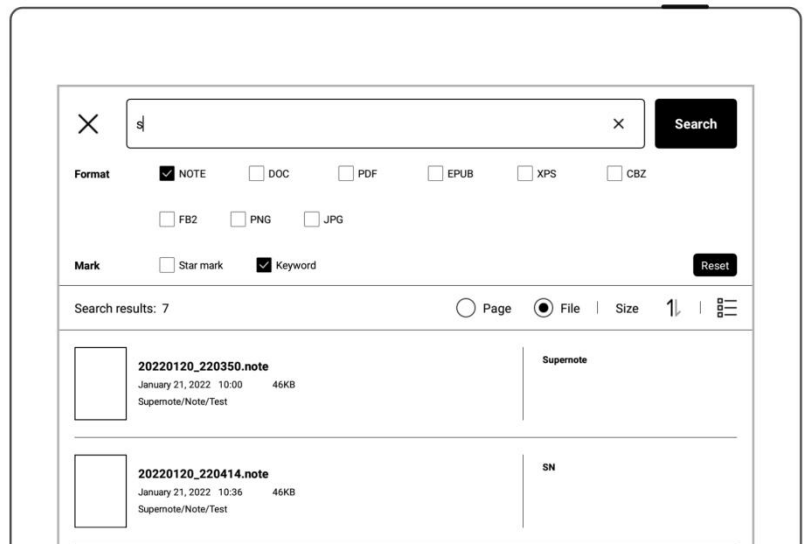 s
Search
Format NOTE DOC PDF EPUB XPS CBZ
FB2 PNG JPG
Mark Star mark Keyword Reset
Search results: 7 Page File Size
20220120_220350.note
January 21, 2022 10:00 46KB
Supernote/Note/Test
Supernote
20220120_220414.note
January 21, 2022 10:36 46KB
Supernote/Note/Test
SN